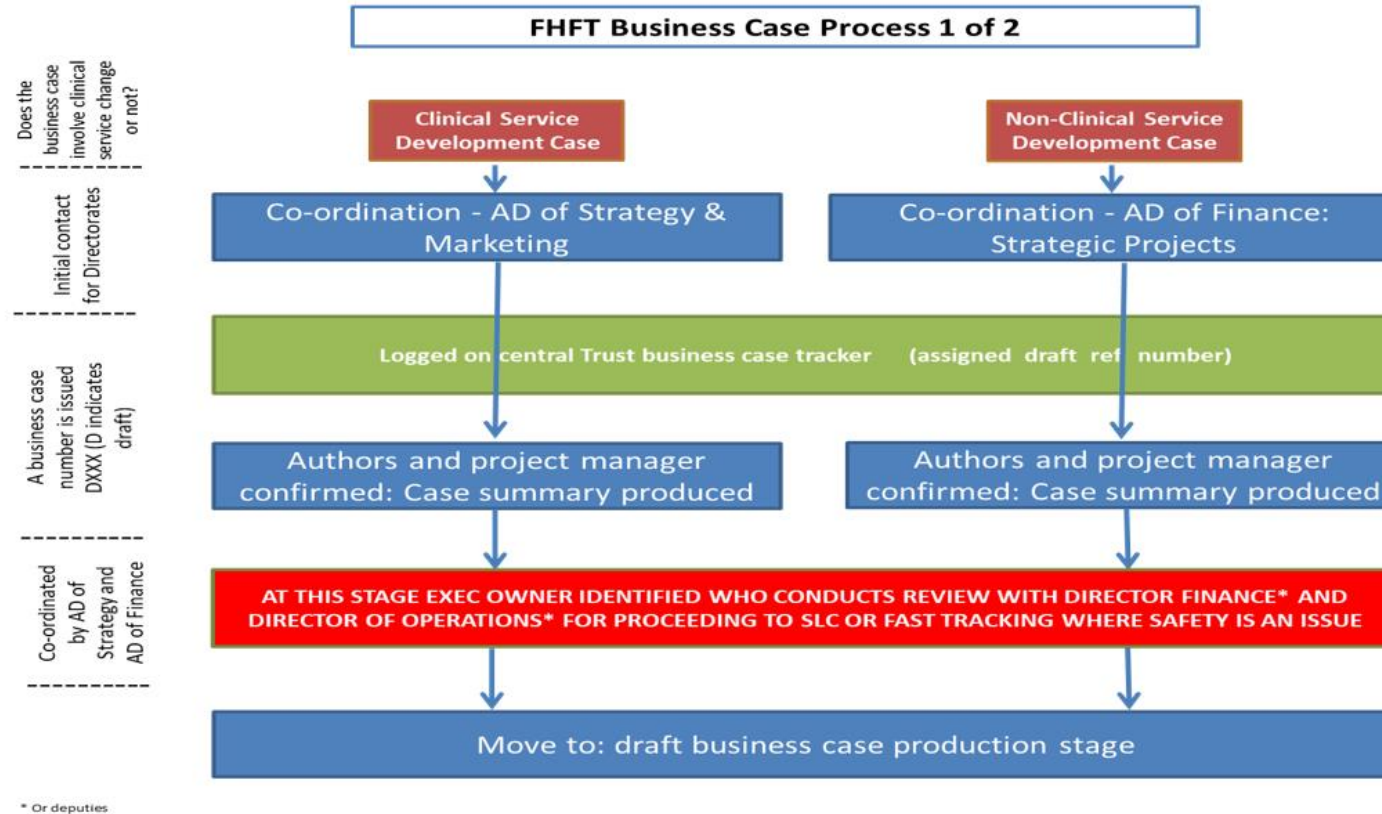 FHFT Business Case Process 1 of 2
Does the
business case
involve clinical
service change
or not?
Clinical Service
Development Case
Non-Clinical Service
Development Case
Initial contact
for Directorates
Co-ordination - AD of Strategy &
Marketing
Co-ordination - AD of Finance:
Strategic Projects
A business case
number is issued
DXXX (D indicates
draft)
Logged on central Trust business case tracker (assigned draft ref number)
Authors and project manager
confirmed: Case summary produced
Authors and project manager
confirmed: Case summary produced
Co-ordinated
by AD of
Strategy and
AD of Finance
AT THIS STAGE EXEC OWNER IDENTIFIED WHO CONDUCTS REVIEW WITH DIRECTOR FINANCE* AND
DIRECTOR OF OPERATIONS* FOR PROCEEDING TO SLC OR FAST TRACKING WHERE SAFETY IS AN ISSUE
Move to: draft business case production stage
* Or deputies